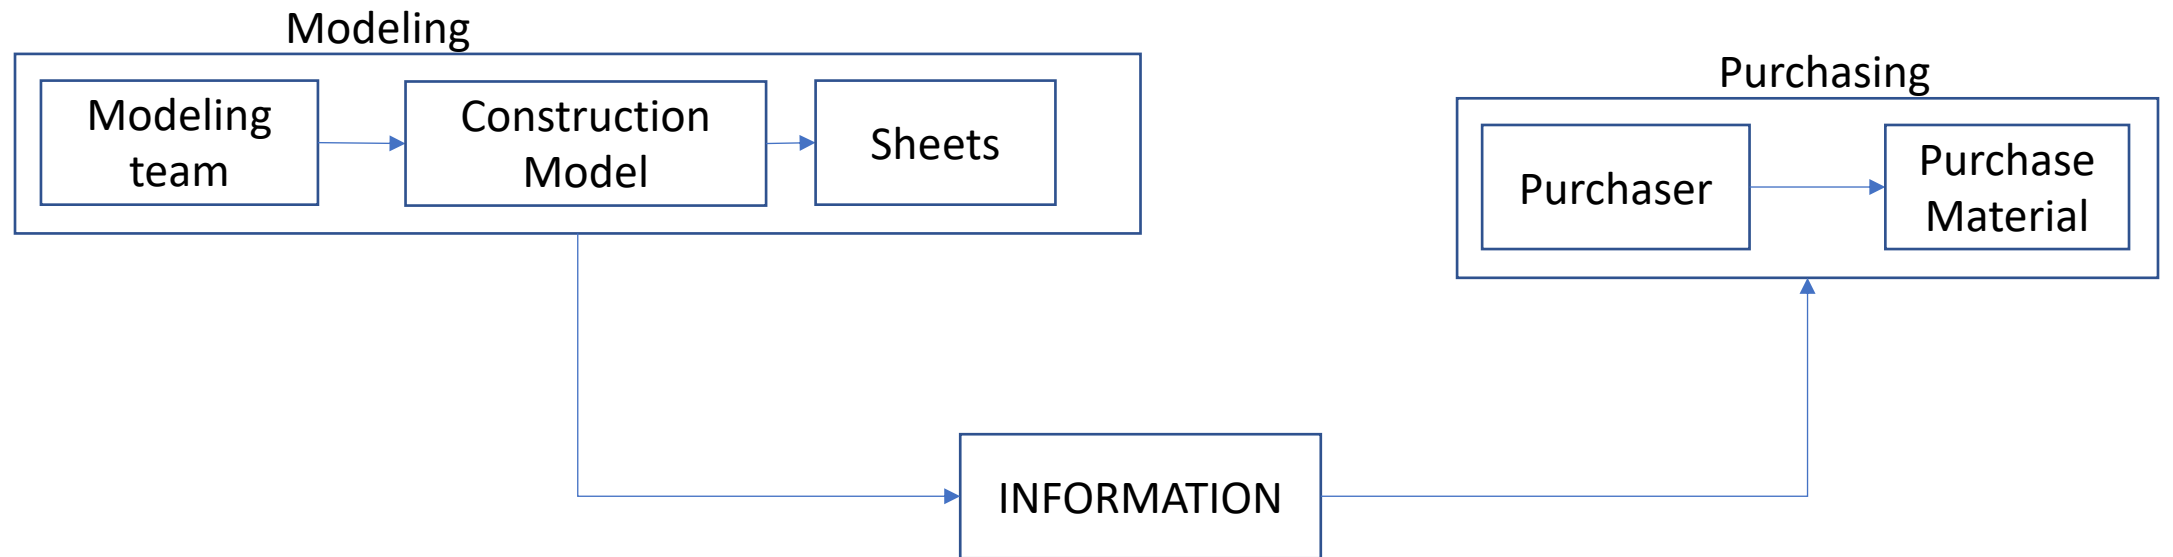 Modeling
Modeling
team
Construction
Model
Sheets
Purchasing
Purchaser
Purchase
Material
INFORMATION